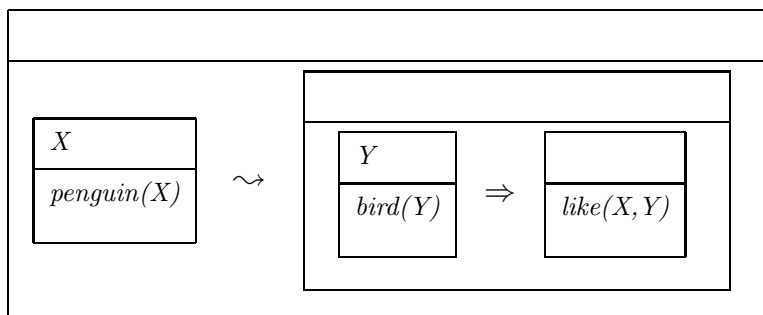 X
penguin(X)
⤳
Y
bird(Y)
⇒
like(X, Y)